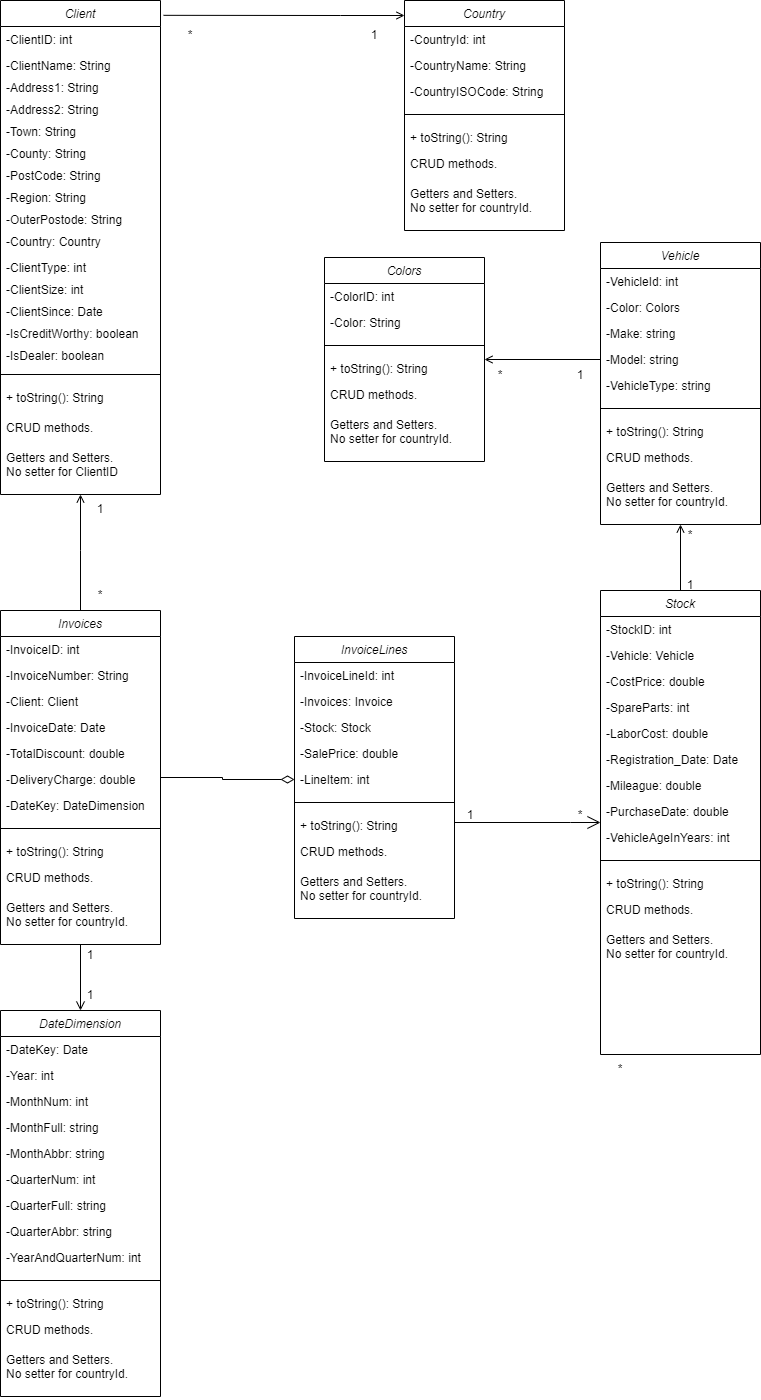 Client
-ClientID: int
-ClientName: String
-Address1: String
-Address2: String
-Town: String
-County: String
-PostCode: String
-Region: String
-OuterPostode: String
-Country: Country
-ClientType: int
-ClientSize: int
-ClientSince: Date
-IsCreditWorthy: boolean
-IsDealer: boolean
+ toString(): String
CRUD methods.
Getters and Setters.
No setter for ClientID
*
1
Country
-CountryId: int
-CountryName: String
-CountryISOCode: String
+ toString(): String
CRUD methods.
Getters and Setters.
No setter for countryId.
Colors
-ColorID: int
-Color: String
+ toString(): String
CRUD methods.
Getters and Setters.
No setter for countryId.
*
1
Vehicle
-VehicleId: int
-Color: Colors
-Make: string
-Model: string
-VehicleType: string
+ toString(): String
CRUD methods.
Getters and Setters.
No setter for countryId.
1
*
*
1
Invoices
-InvoiceID: int
-InvoiceNumber: String
-Client: Client
-InvoiceDate: Date
-TotalDiscount: double
-DeliveryCharge: double
-DateKey: DateDimension
+ toString(): String
CRUD methods.
Getters and Setters.
No setter for countryId.
InvoiceLines
-InvoiceLineId: int
-Invoices: Invoice
-Stock: Stock
-SalePrice: double
-LineItem: int
+ toString(): String
CRUD methods.
Getters and Setters.
No setter for countryId.
1
*
Stock
-StockID: int
-Vehicle: Vehicle
-CostPrice: double
-SpareParts: int
-LaborCost: double
-Registration_Date: Date
-Mileague: double
-PurchaseDate: double
-VehicleAgeInYears: int
+ toString(): String
CRUD methods.
Getters and Setters.
No setter for countryId.
*
1
1
DateDimension
-DateKey: Date
-Year: int
-MonthNum: int
-MonthFull: string
-MonthAbbr: string
-QuarterNum: int
-QuarterFull: string
-QuarterAbbr: string
-YearAndQuarterNum: int
+ toString(): String
CRUD methods.
Getters and Setters.
No setter for countryId.